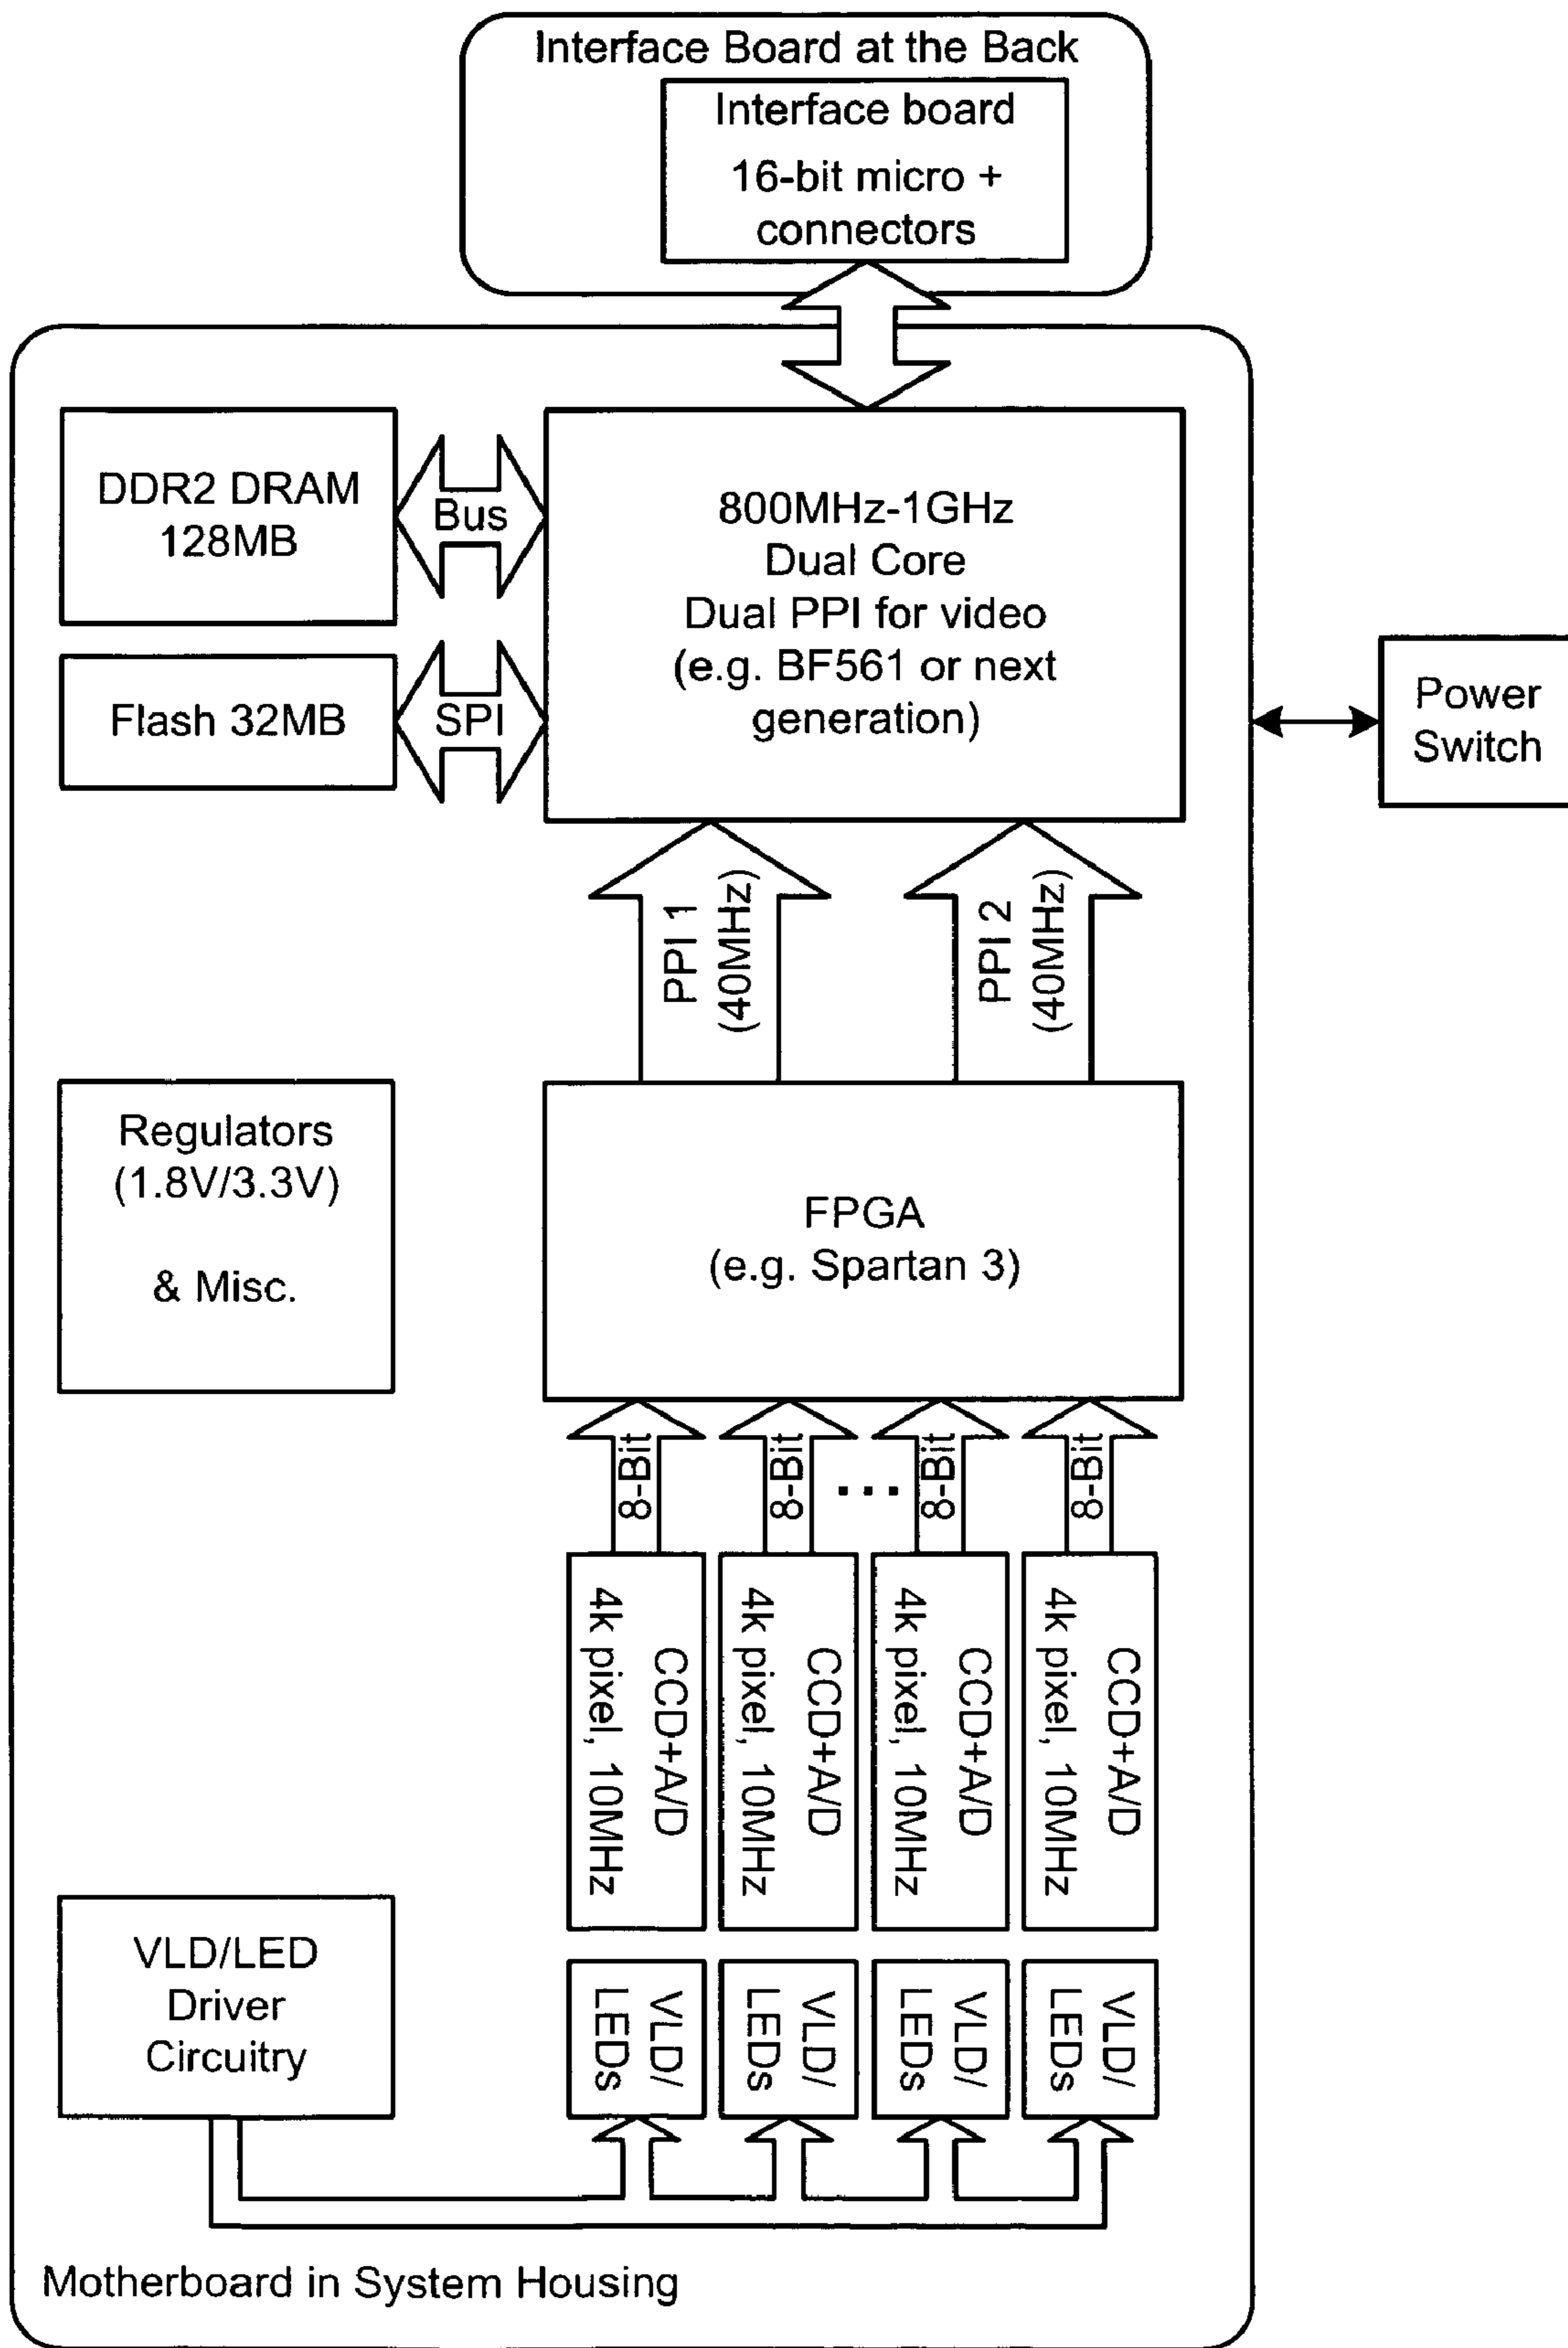 Interface Board at the Back
Interface board
16-bit micro +
connectors
DDR2 DRAM
128MB
Bus
800MHz-1GHz
Dual Core
Dual PPI for video
(e.g. BF561 or next
generation)
Flash 32MB
SPI
Power
Switch
PPI 1
(40MHz)
PPI 2
(40MHz)
Regulators
(1.8V/3.3V)
& Misc.
FPGA
(e.g. Spartan 3)
8-Bit
8-Bit
...
8-Bit
8-Bit
CCD+A/D
4k pixel, 10MHz
CCD+A/D
4k pixel, 10MHz
CCD+A/D
4k pixel, 10MHz
CCD+A/D
4k pixel, 10MHz
VLD/LED
Driver
Circuitry
VLD/
LEDs
VLD/
LEDs
VLD/
LEDs
VLD/
LEDs
Motherboard in System Housing